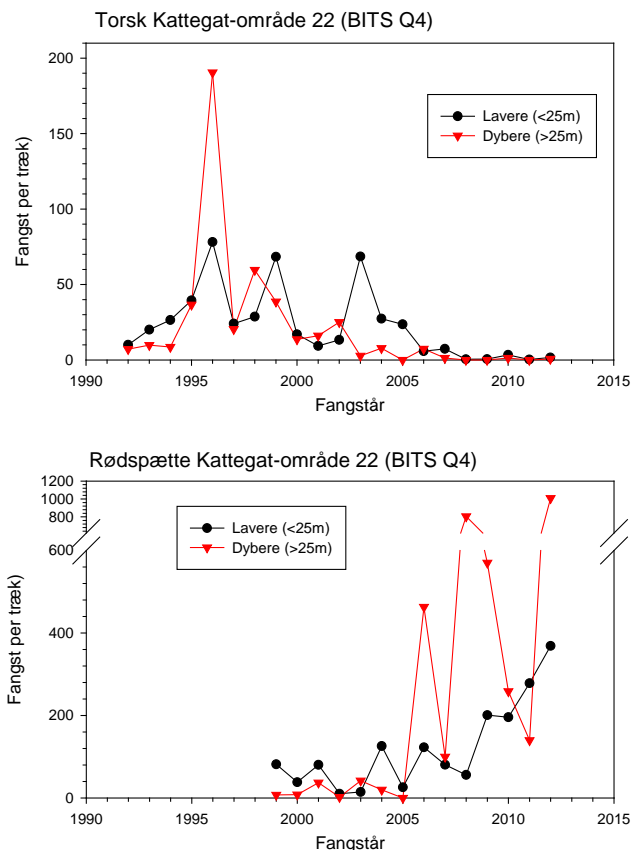 Torsk Kattegat-område 22 (BITS Q4)
200
150
100
50
0
Fangst per træk)
Lavere (<25m)
Dybere (>25m)
1990 1995 2000 2005 2010 2015
Fangstår
Rødspætte Kattegat-område 22 (BITS Q4)
1200
1000
800
600
400
200
0
Fangst per træk)
Lavere (<25m)
Dybere (>25m)
1990 1995 2000 2005 2010 2015
Fangstår